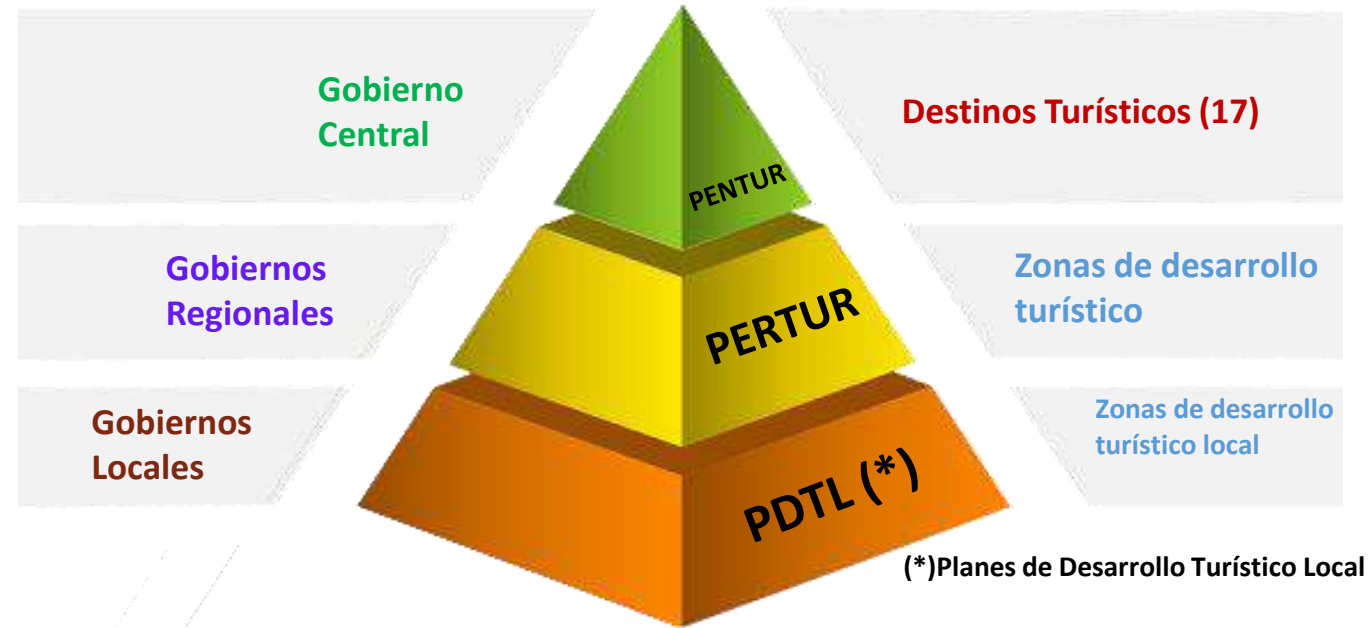 Gobierno
Central
PENTUR
Destinos Turísticos (17)
Gobiernos
Regionales
PERTUR
Zonas de desarrollo
turístico
Gobiernos
Locales
PDTL (*)
Zonas de desarrollo
turístico local
(*)Planes de Desarrollo Turístico Local